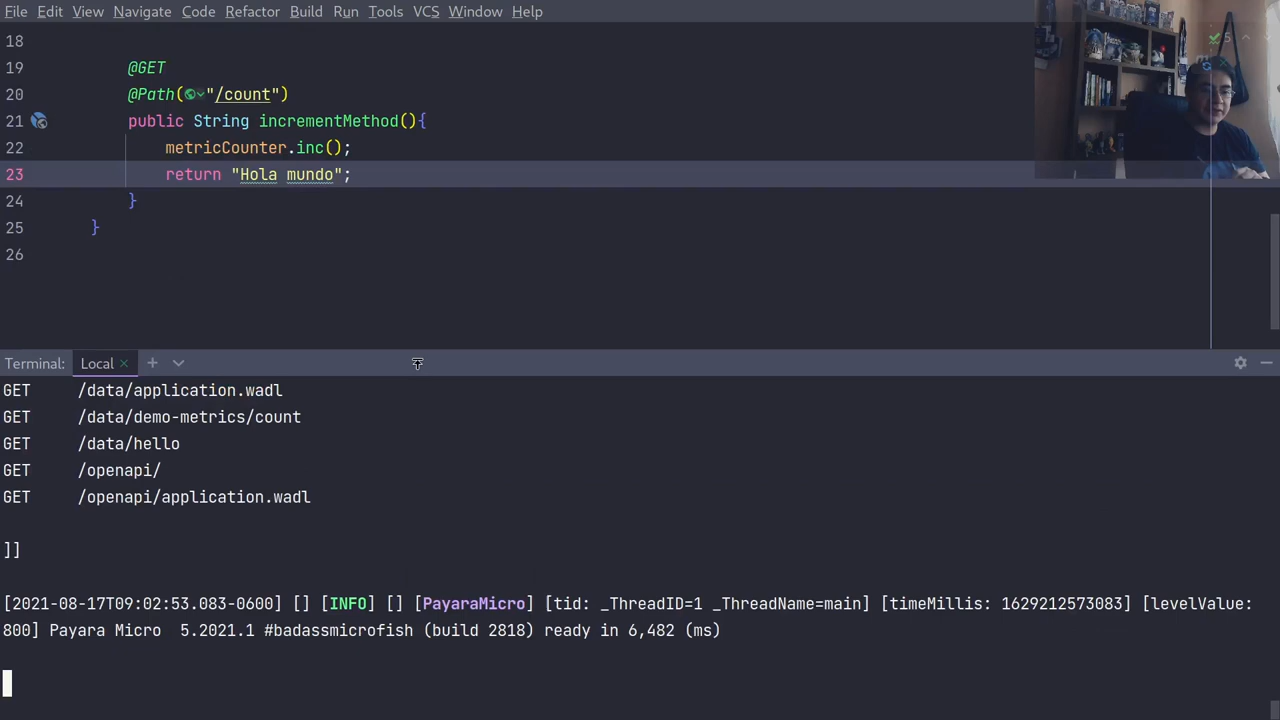 File Edit View Navigate Code Refactor Build Run Tools VCS Window Help
18
19 @GET
20 @Path("/count")
21 public String incrementMethod(){
22 metricCounter.inc();
23 return "Hola mundo";
24 }
25 }
26
5
Terminal: Local × +
GET /data/application.wadl
GET /data/demo-metrics/count
GET /data/hello
GET /openapi/
GET /openapi/application.wadl
]]
[2021-08-17T09:02:53.083-0600] [] [INFO] [] [PayaraMicro] [tid: _ThreadID=1 _ThreadName=main] [timeMillis: 1629212573083] [levelValue:
800] Payara Micro  5.2021.1 #badassmicrofish (build 2818) ready in 6,482 (ms)